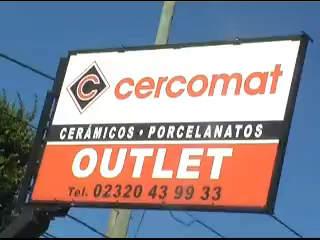 C cercomat
CERÁMICOS • PORCELANATOS
OUTLET
Tel. 02320 43 99 33